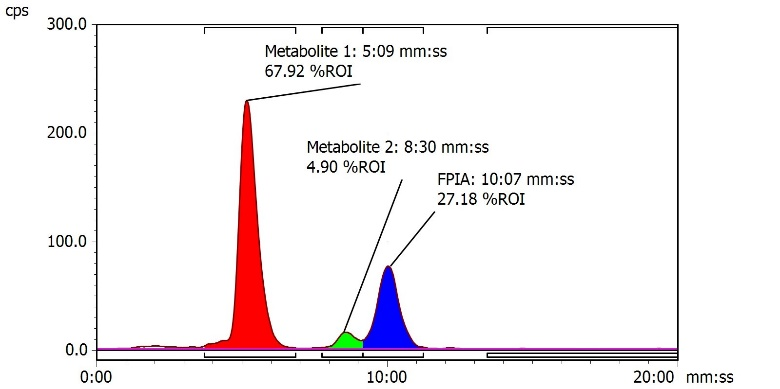 cps
300.0
Metabolite 1: 5:09 mm:ss
67.92 %ROI
200.0
Metabolite 2: 8:30 mm:ss
4.90 %ROI
FPIA: 10:07 mm:ss
27.18 %ROI
100.0
0.0
0:00 10:00 20:00 mm:ss